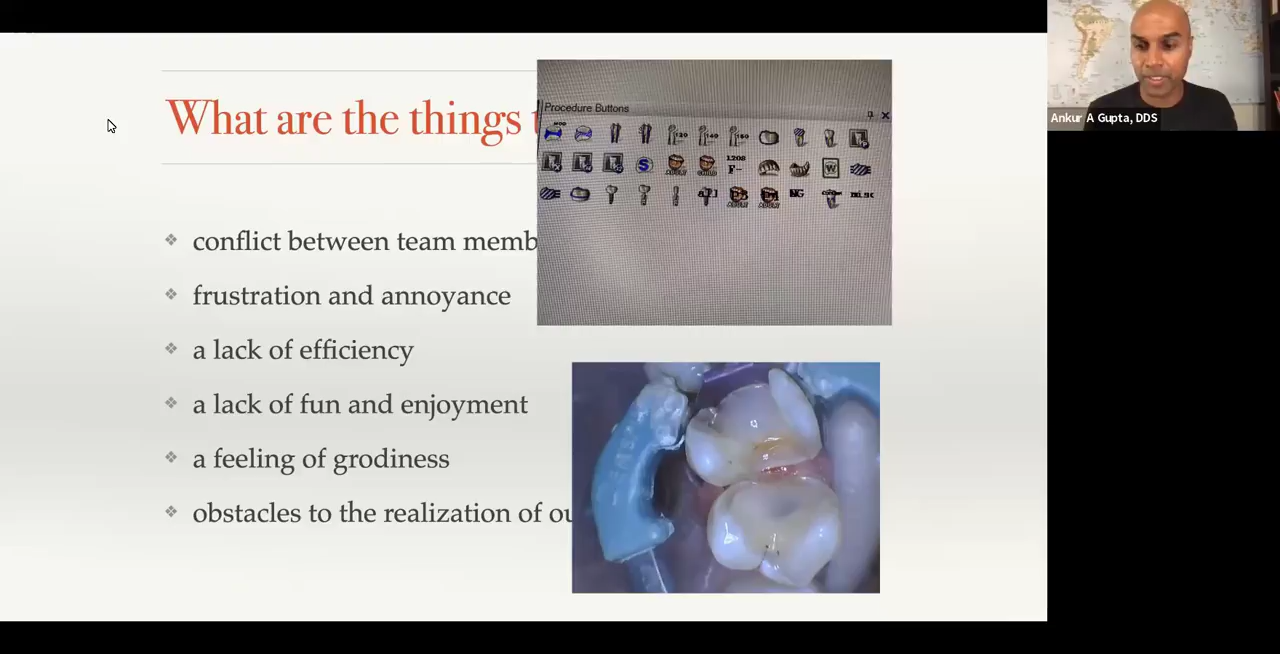 What are the things
conflict between team memb
frustration and annoyance
a lack of efficiency
a lack of fun and enjoyment
a feeling of grodiness
obstacles to the realization of ou
Procedure Buttons
Ankur A Gupta, DDS